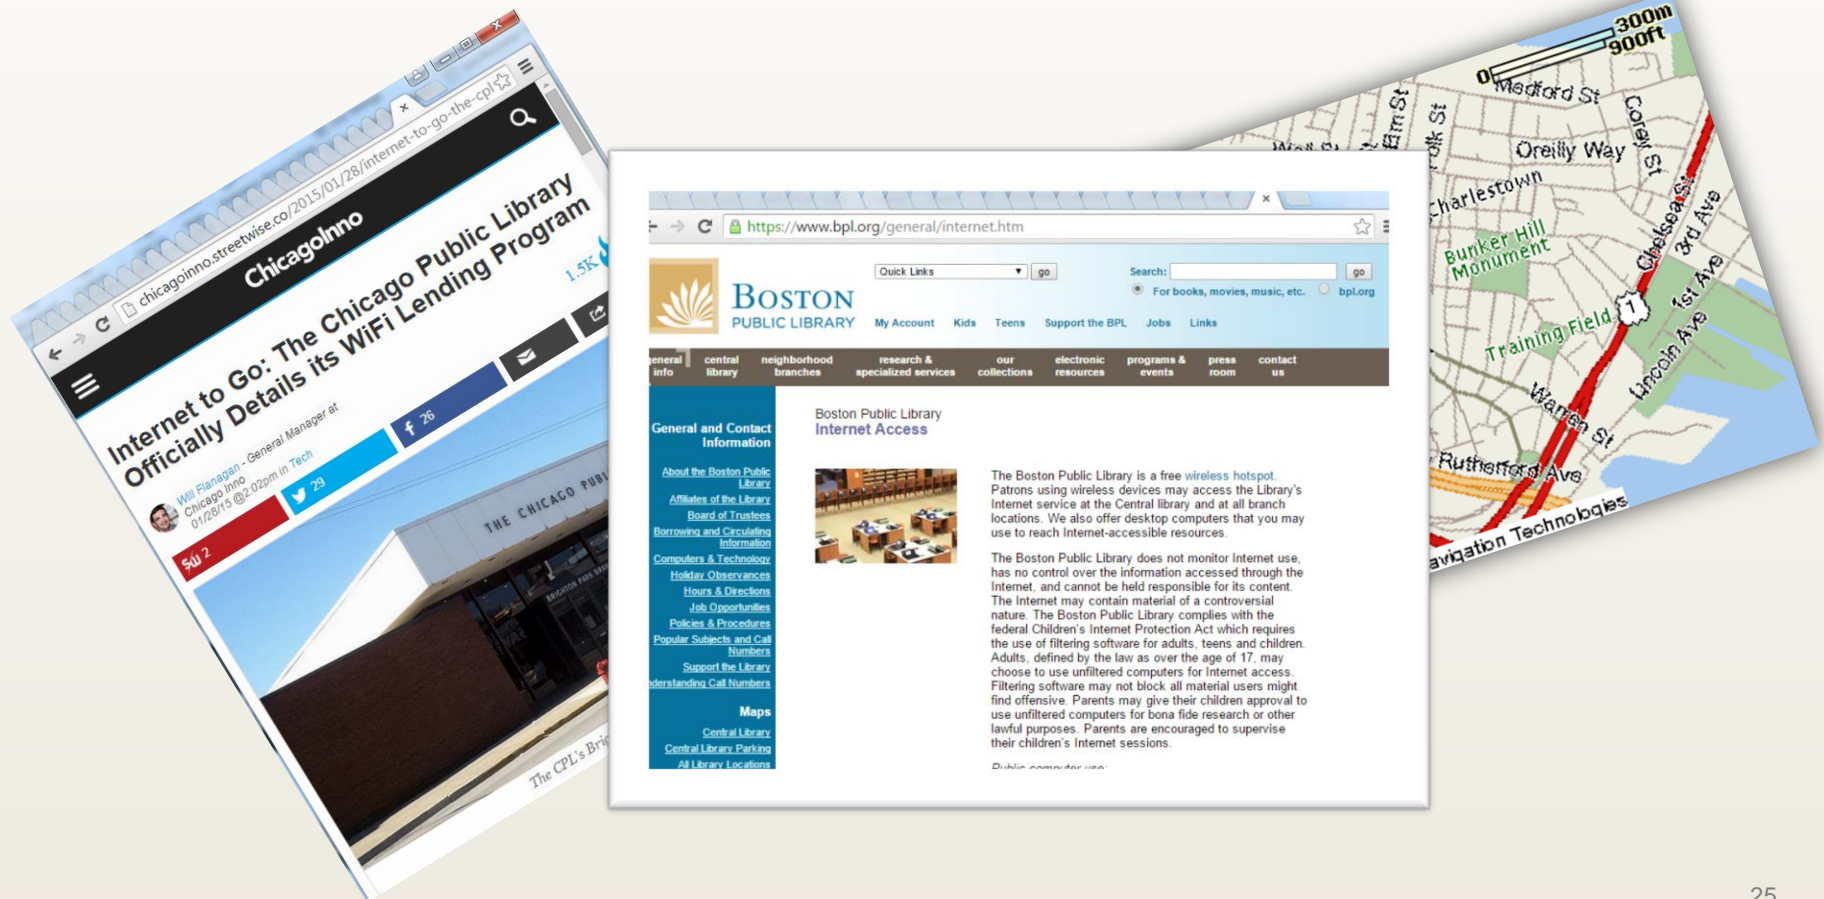 chicagoinno.streetwise.co/2015/01/28/internet-to-go-the-cpl
ChicagoInno
Internet to Go: The Chicago Public Library
Officially Details its WiFi Lending Program
1.5K
Will Flanagan - General Manager at
Chicago Inno
01/28/15 @2:02pm in Tech
2
29
26
THE CHICAGO PUBL
BRIGHTON PARK BRAN
The CPL's Brig
https://www.bpl.org/general/internet.htm
BOSTON
PUBLIC LIBRARY
Quick Links go
Search: go
For books, movies, music, etc. bpl.org
My Account Kids Teens Support the BPL Jobs Links
general info
central library
neighborhood branches
research & specialized services
our collections
electronic resources
programs & events
press room
contact us
General and Contact
Information
About the Boston Public
Library
Affiliates of the Library
Board of Trustees
Borrowing and Circulating
Information
Computers & Technology
Holiday Observances
Hours & Directions
Job Opportunities
Policies & Procedures
Popular Subjects and Call
Numbers
Support the Library
nderstanding Call Numbers
Maps
Central Library
Central Library Parking
All Library Locations
Boston Public Library
Internet Access
The Boston Public Library is a free wireless hotspot.
Patrons using wireless devices may access the Library's
Internet service at the Central library and at all branch
locations. We also offer desktop computers that you may
use to reach Internet-accessible resources.
The Boston Public Library does not monitor Internet use,
has no control over the information accessed through the
Internet, and cannot be held responsible for its content.
The Internet may contain material of a controversial
nature. The Boston Public Library complies with the
federal Children's Internet Protection Act which requires
the use of filtering software for adults, teens and children.
Adults, defined by the law as over the age of 17, may
choose to use unfiltered computers for Internet access.
Filtering software may not block all material users might
find offensive. Parents may give their children approval to
use unfiltered computers for bona fide research or other
lawful purposes. Parents are encouraged to supervise
their children's Internet sessions.
Public computer use:
300m
900ft
0
Medford St
Elm St
olk St
Corey St
Oreilly Way
Charlestown
Bunker Hill
Monument
Chelsea St
3rd Ave
1st Ave
1
Training Field
Lincoln Ave
Warren St
Rutherford Ave
avigation Technologies
25